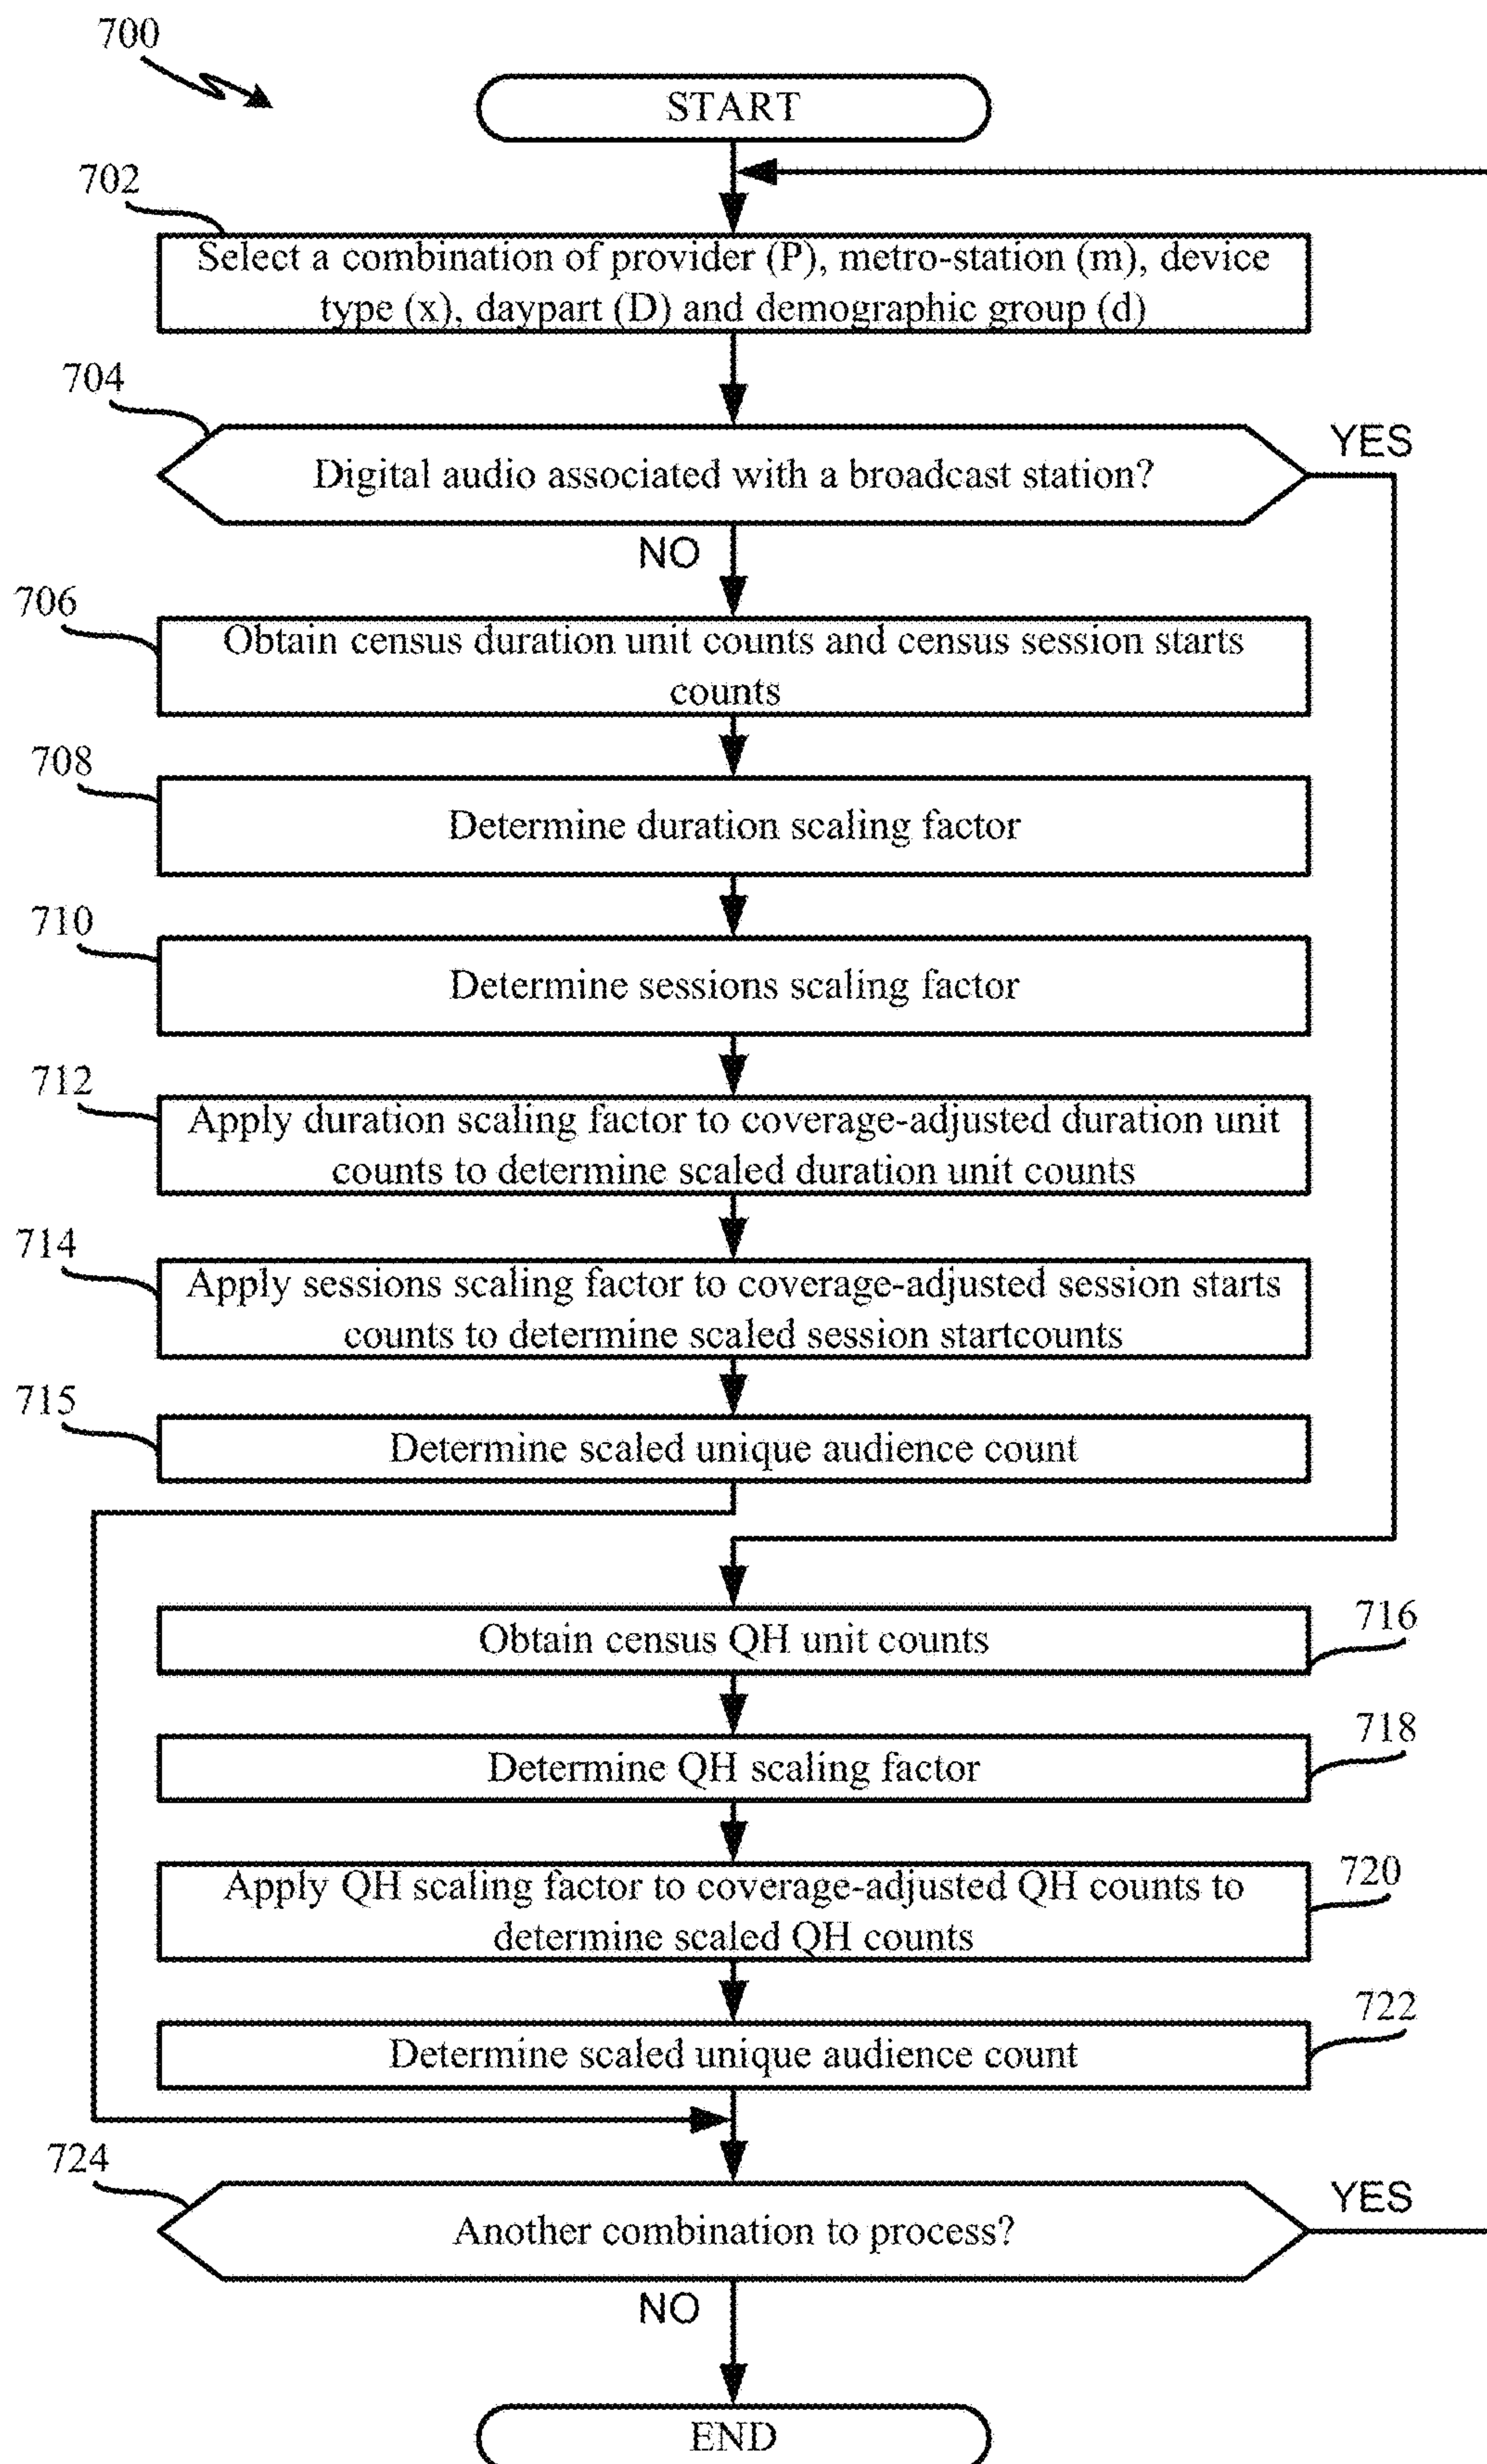 700
START
702
Select a combination of provider (P), metro-station (m), device
type (x), daypart (D) and demographic group (d)
704
YES
Digital audio associated with a broadcast station?
NO
706
Obtain census duration unit counts and census session starts
counts
708
Determine duration scaling factor
710
Determine sessions scaling factor
712
Apply duration scaling factor to coverage-adjusted duration unit
counts to determine scaled duration unit counts
714
Apply sessions scaling factor to coverage-adjusted session starts
counts to determine scaled session startcounts
715
Determine scaled unique audience count
716
Obtain census QH unit counts
718
Determine QH scaling factor
720
Apply QH scaling factor to coverage-adjusted QH counts to
determine scaled QH counts
722
Determine scaled unique audience count
724
YES
Another combination to process?
NO
END